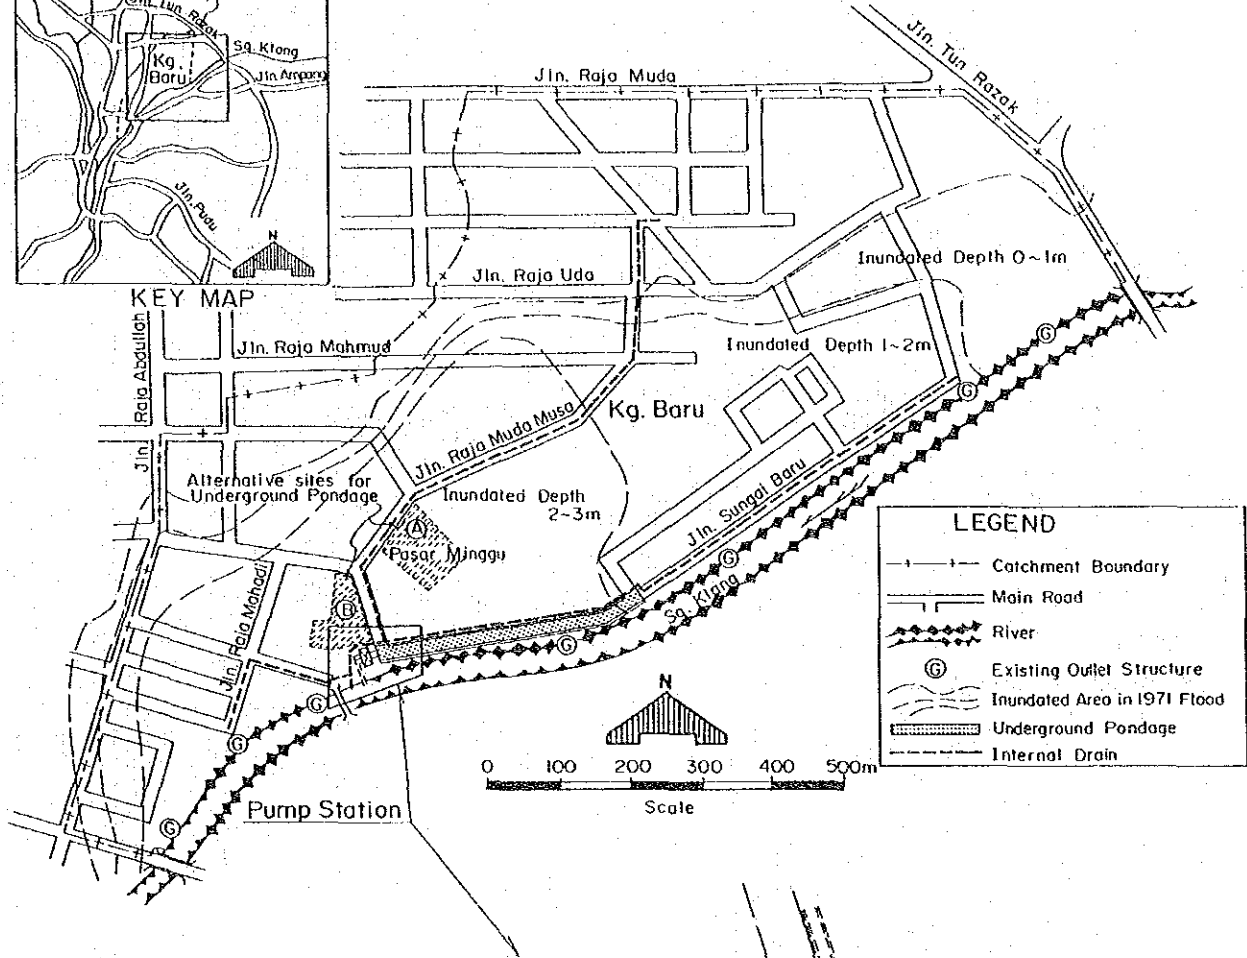 Jln. Tun Razak
Sg. Klang
Kg.
Baru
Jln. Ampang
Jln. Pudu
N
KEY MAP
Jln. Raja Muda
Jln. Tun Razak
Inundated Depth 0~1m
Jln. Raja Uda
Jln. Raja Abdullah
Jln. Raja Mahmud
Inundated Depth 1~2m
G
G
Kg. Baru
Jln. Raja Muda Musa
Alternative sites for
Underground Pondage
Inundated Depth
2~3m
Jln. Sungai Baru
A
Pasar Minggu
G
Sg. Klang
B
Jln. Raja Mahadi
G
G
G
G
Pump Station
N
0 100 200 300 400 500m
Scale
LEGEND
Catchment Boundary
Main Road
River
G Existing Outlet Structure
Inundated Area in 1971 Flood
Underground Pondage
Internal Drain